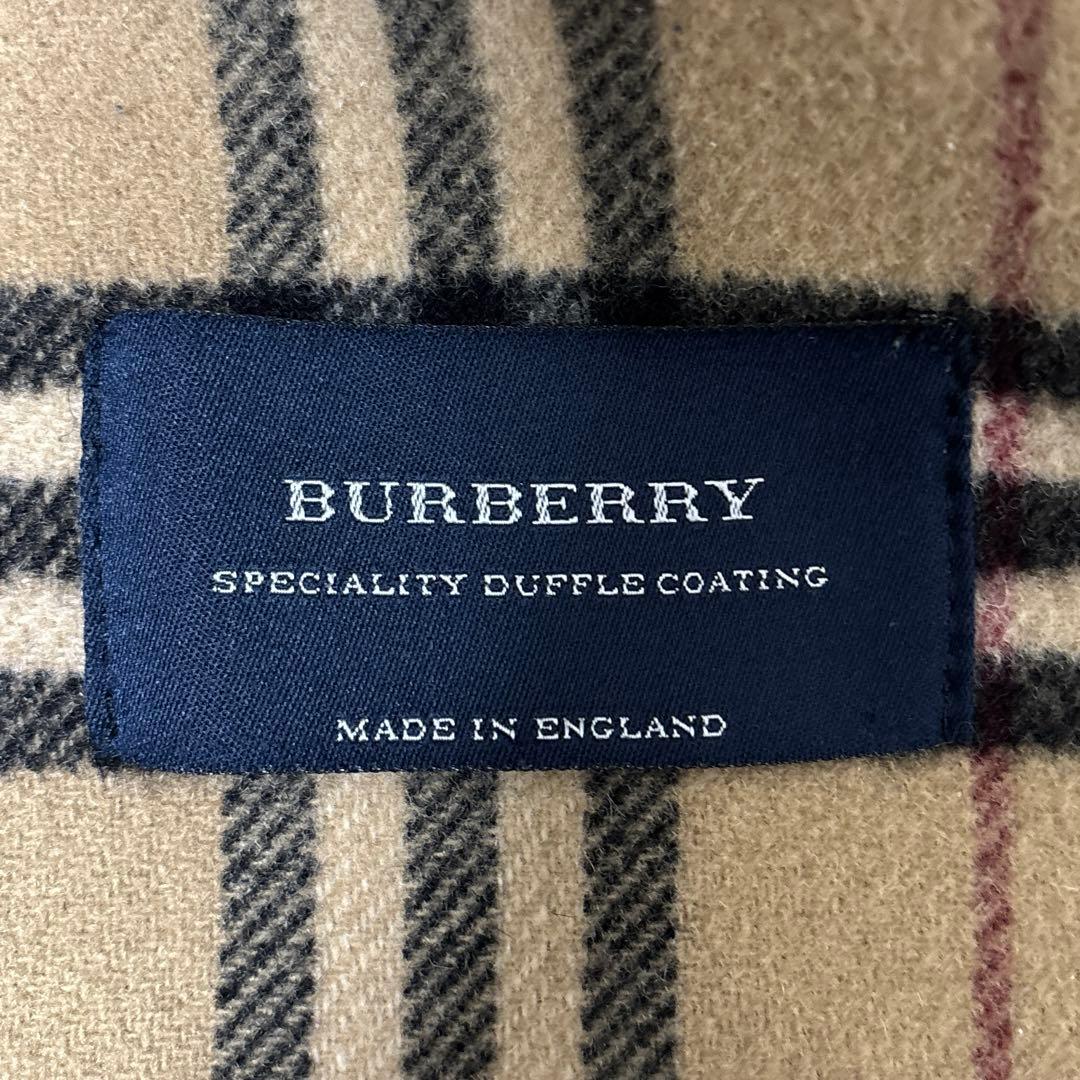 BURBERRY
SPECIALITY DUFFLE COATING
MADE IN ENGLAND